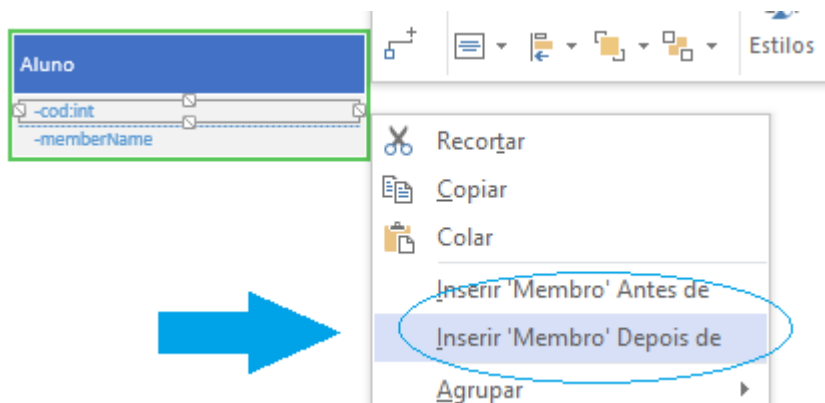 Aluno
-cod:int
-memberName
Estilos
Recortar
Copiar
Colar
Inserir 'Membro' Antes de
Inserir 'Membro' Depois de
Agrupar